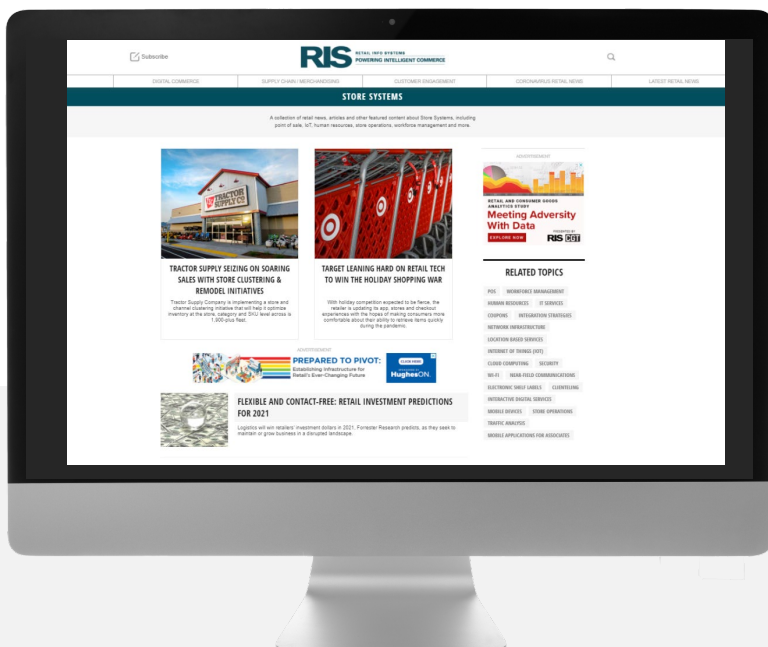 Subscribe
RIS RETAIL INFO SYSTEMS
POWERING INTELLIGENT COMMERCE
DIGITAL COMMERCE SUPPLY CHAIN / MERCHANDISING CUSTOMER ENGAGEMENT CORONAVIRUS RETAIL NEWS LATEST RETAIL NEWS
STORE SYSTEMS
A collection of retail news, articles and other featured content about Store Systems, including
point of sale, IoT, human resources, store operations, workforce management and more.
TRACTOR
SUPPLY CO
TRACTOR SUPPLY SEIZING ON SOARING
SALES WITH STORE CLUSTERING &
REMODEL INITIATIVES
Tractor Supply Company is implementing a store and
channel clustering initiative that will help it optimize
inventory at the store, category and SKU level across is
1,900-plus fleet.
TARGET LEANING HARD ON RETAIL TECH
TO WIN THE HOLIDAY SHOPPING WAR
With holiday competition expected to be fierce, the
retailer is updating its app, stores and checkout
experiences with the hopes of making consumers more
comfortable about their ability to retrieve items quickly
during the pandemic.
ADVERTISEMENT
PREPARED TO PIVOT:
Establishing Infrastructure for
Retail's Ever-Changing Future
CLICK HERE
HughesON.
FLEXIBLE AND CONTACT-FREE: RETAIL INVESTMENT PREDICTIONS
FOR 2021
Logistics will win retailers' investment dollars in 2021, Forrester Research predicts, as they seek to
maintain or grow business in a disrupted landscape.
ADVERTISEMENT
RETAIL AND CONSUMER GOODS
ANALYTICS STUDY
Meeting Adversity
With Data
EXPLORE NOW
PRESENTED BY
RIS CGT
RELATED TOPICS
POS WORKFORCE MANAGEMENT
HUMAN RESOURCES IT SERVICES
COUPONS INTEGRATION STRATEGIES
NETWORK INFRASTRUCTURE
LOCATION BASED SERVICES
INTERNET OF THINGS (IOT)
CLOUD COMPUTING SECURITY
WI-FI NEAR-FIELD COMMUNICATIONS
ELECTRONIC SHELF LABELS CLIENTELING
INTERACTIVE DIGITAL SERVICES
MOBILE DEVICES STORE OPERATIONS
TRAFFIC ANALYSIS
MOBILE APPLICATIONS FOR ASSOCIATES